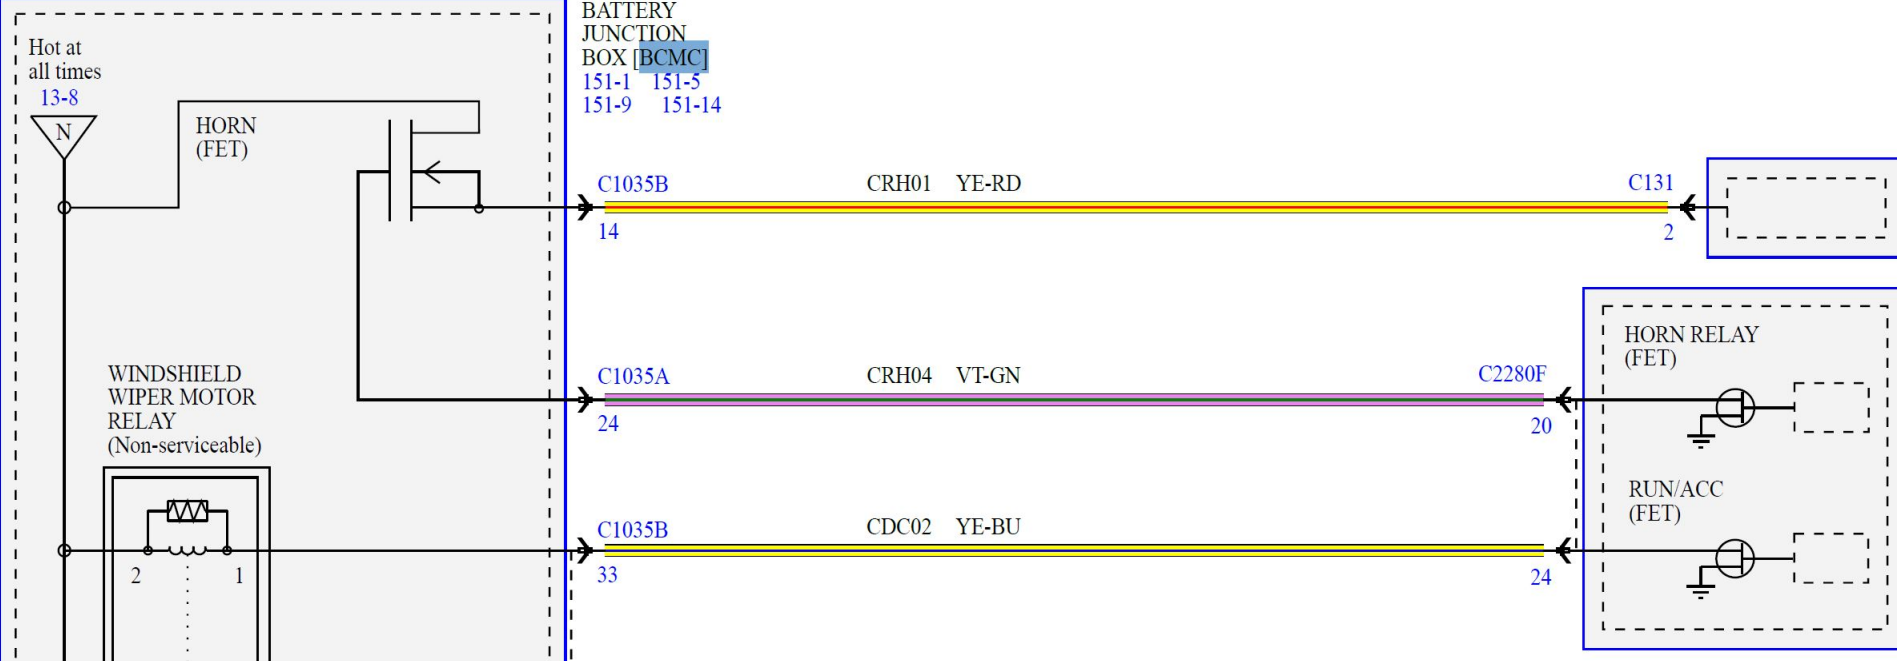 BATTERY
JUNCTION
BOX [BCMC]
151-1 151-5
151-9 151-14
Hot at
all times
13-8
N
HORN
(FET)
C1035B
CRH01 YE-RD
C131
14
2
C1035A
CRH04 VT-GN
C2280F
24
20
HORN RELAY
(FET)
WINDSHIELD
WIPER MOTOR
RELAY
(Non-serviceable)
RUN/ACC
(FET)
C1035B
CDC02 YE-BU
2
1
33
24